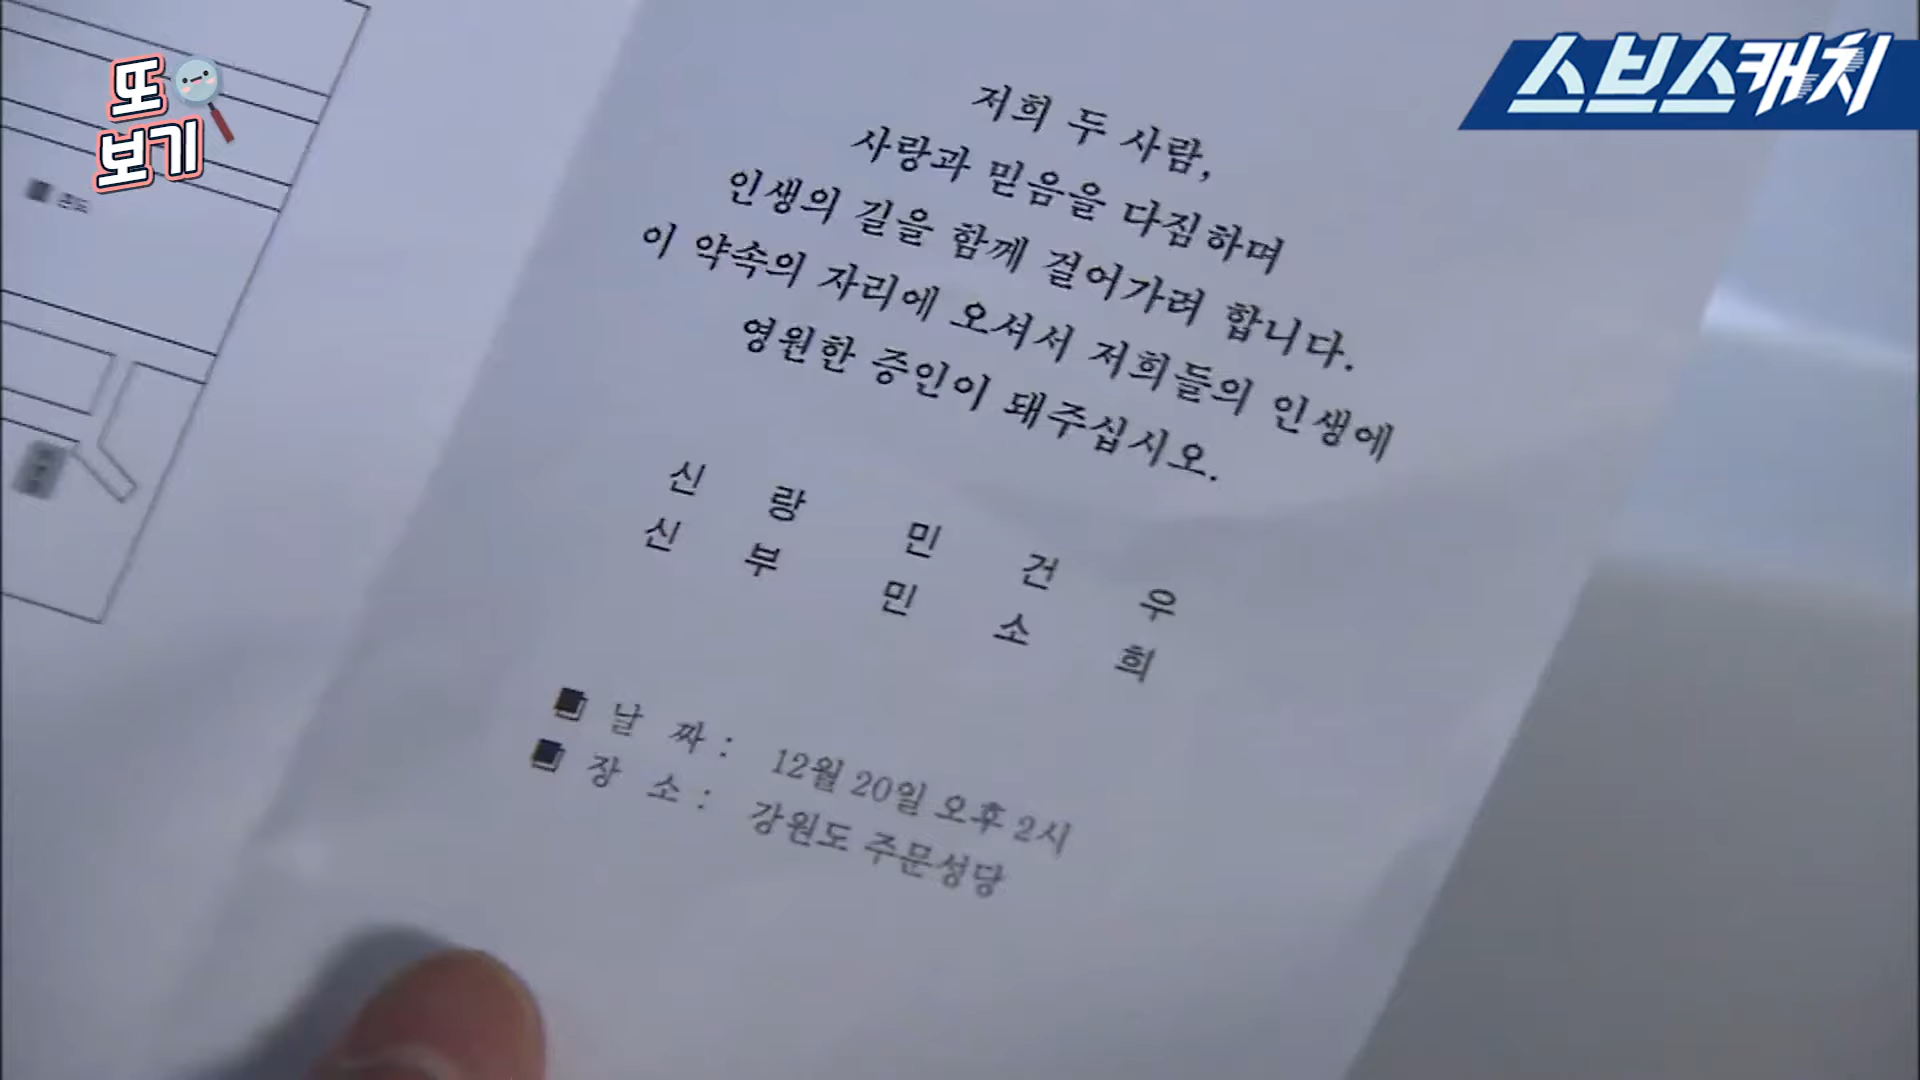 또
보기
스브스캐치
저희 두 사람,
사랑과 믿음을 다짐하며
인생의 길을 함께 걸어가려 합니다.
이 약속의 자리에 오셔서 저희들의 인생에
영원한 증인이 돼주십시오.
신 랑 민 건 우
신 부 민 소 희
날 짜 : 12월 20일 오후 2시
장 소 : 강원도 주문성당